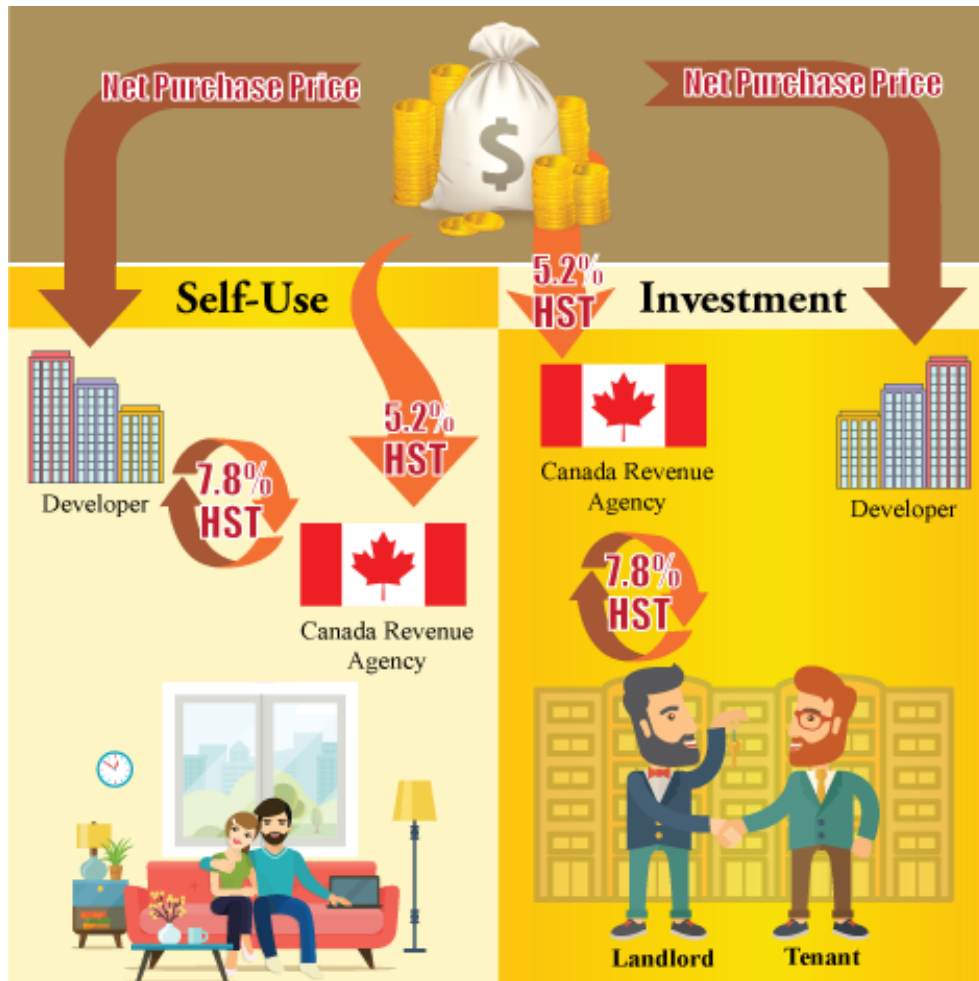 Net Purchase Price
Net Purchase Price
$
Self-Use
5.2%
HST
Investment
5.2%
HST
Developer
7.8%
HST
Canada Revenue
Agency
Canada Revenue
Agency
Developer
7.8%
HST
Landlord
Tenant